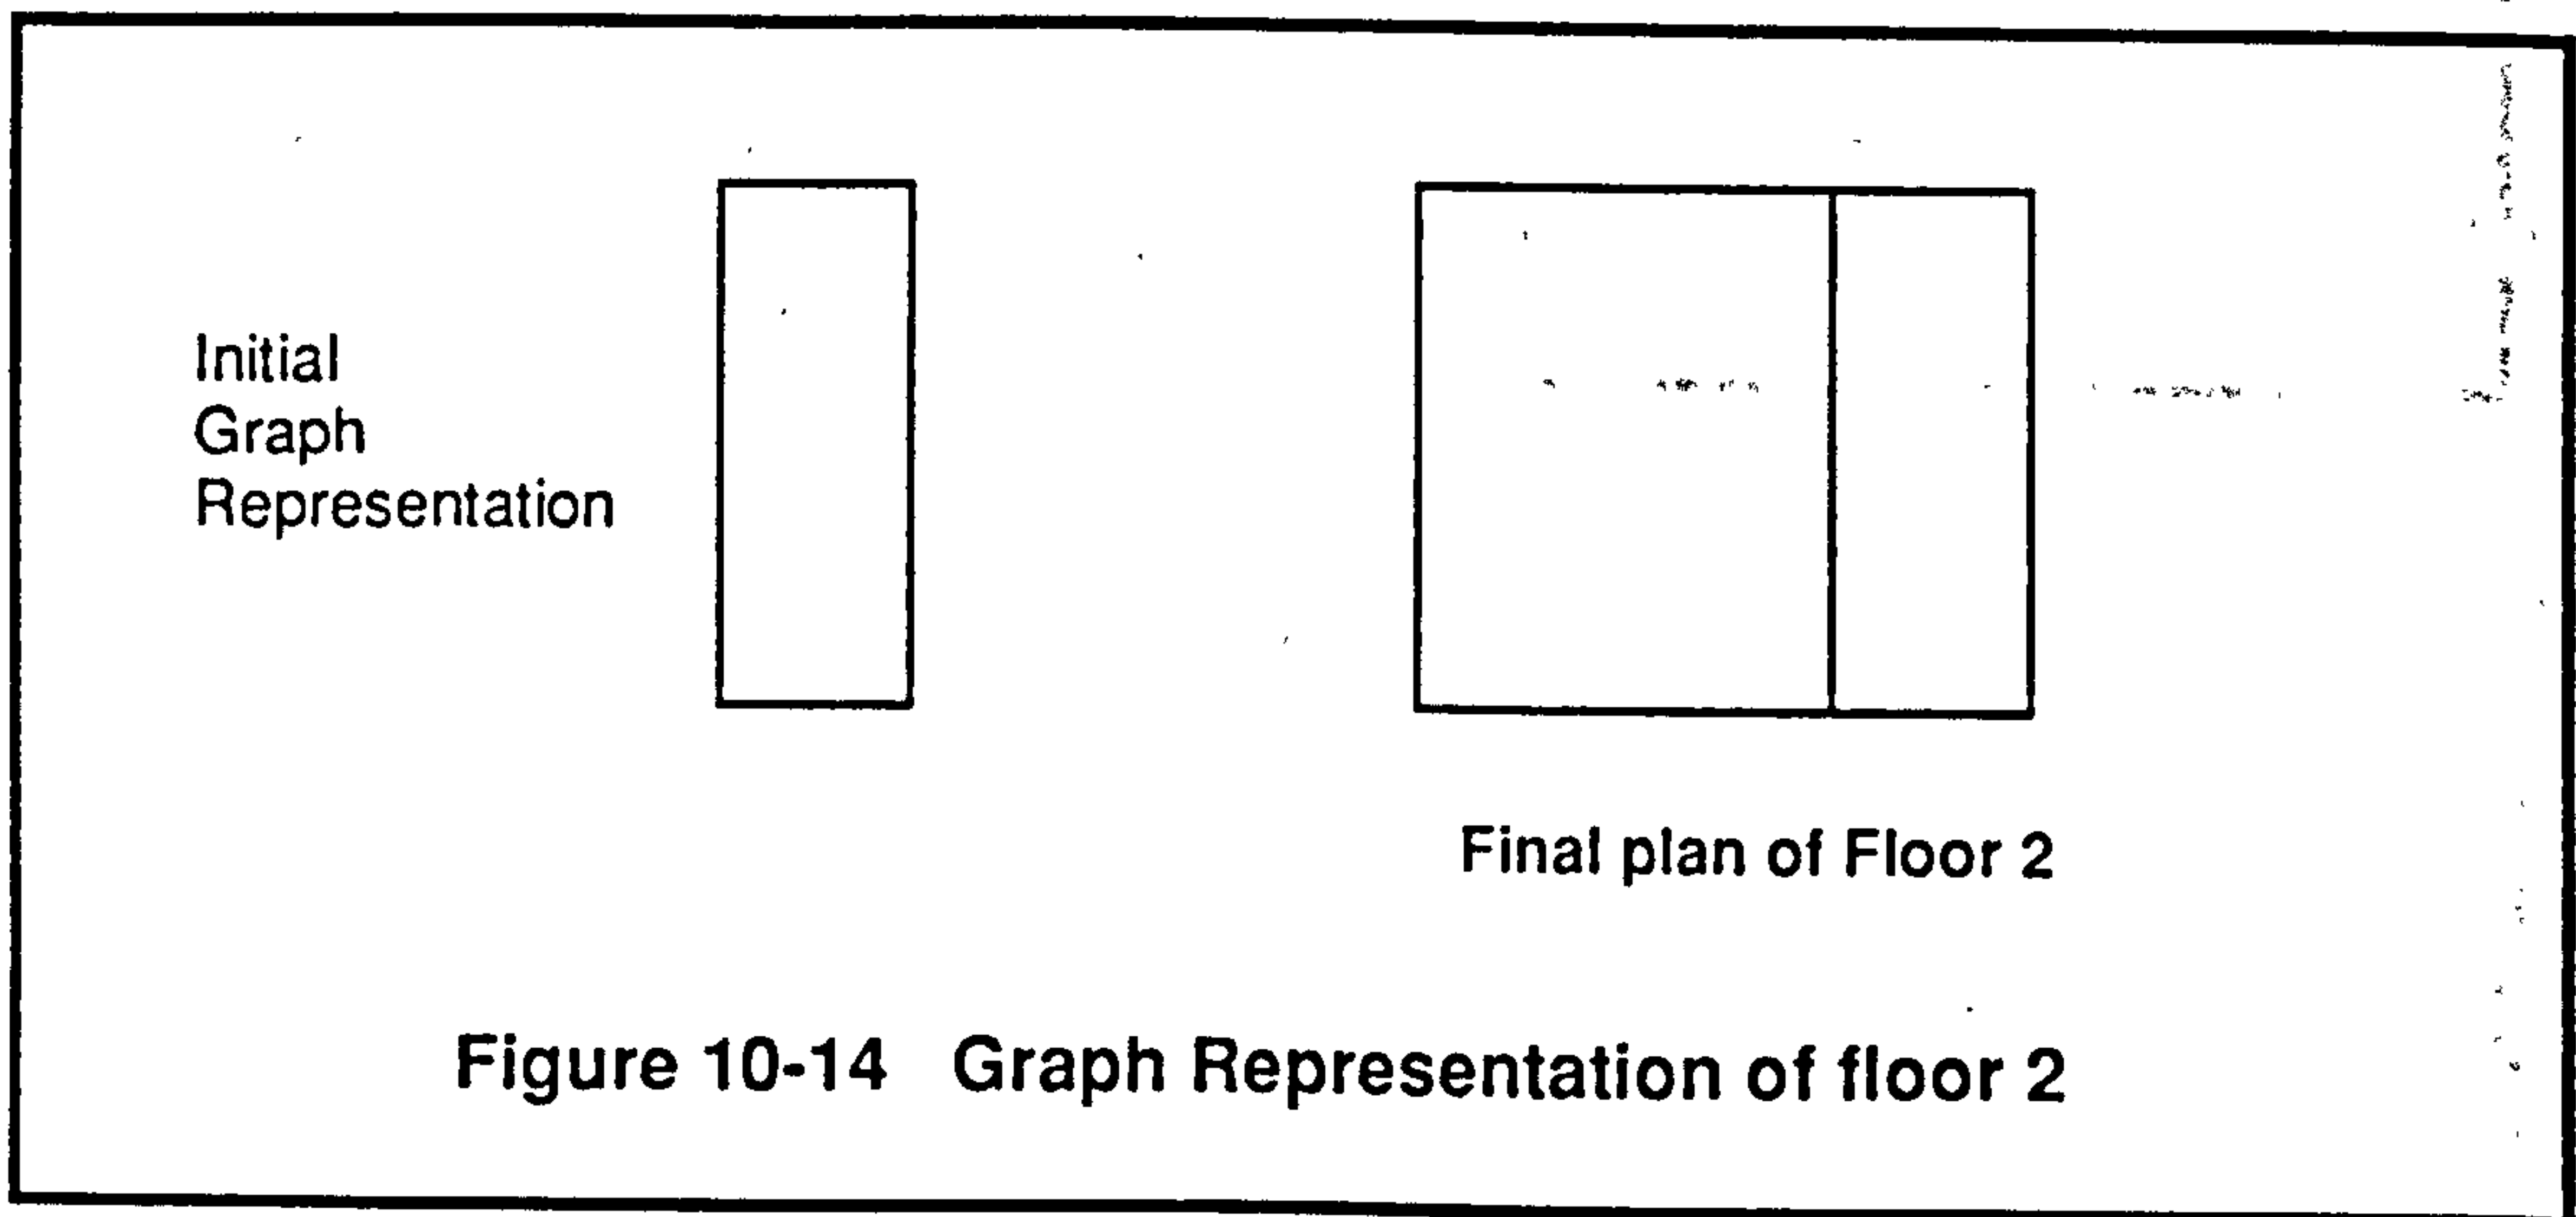 Initial
Graph
Representation
Final plan of Floor 2
Figure 10-14 Graph Representation of floor 2